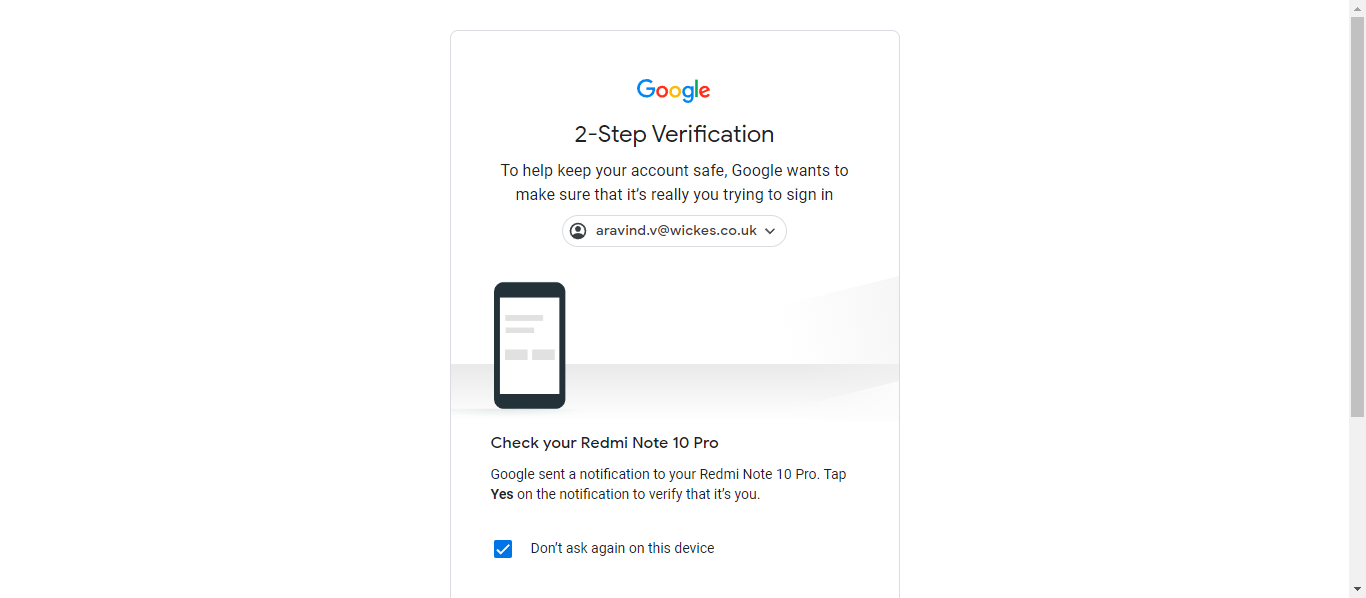 Google
2-Step Verification
To help keep your account safe, Google wants to
make sure that it’s really you trying to sign in
aravind.v@wickes.co.uk
Check your Redmi Note 10 Pro
Google sent a notification to your Redmi Note 10 Pro. Tap
Yes on the notification to verify that it’s you.
Don’t ask again on this device